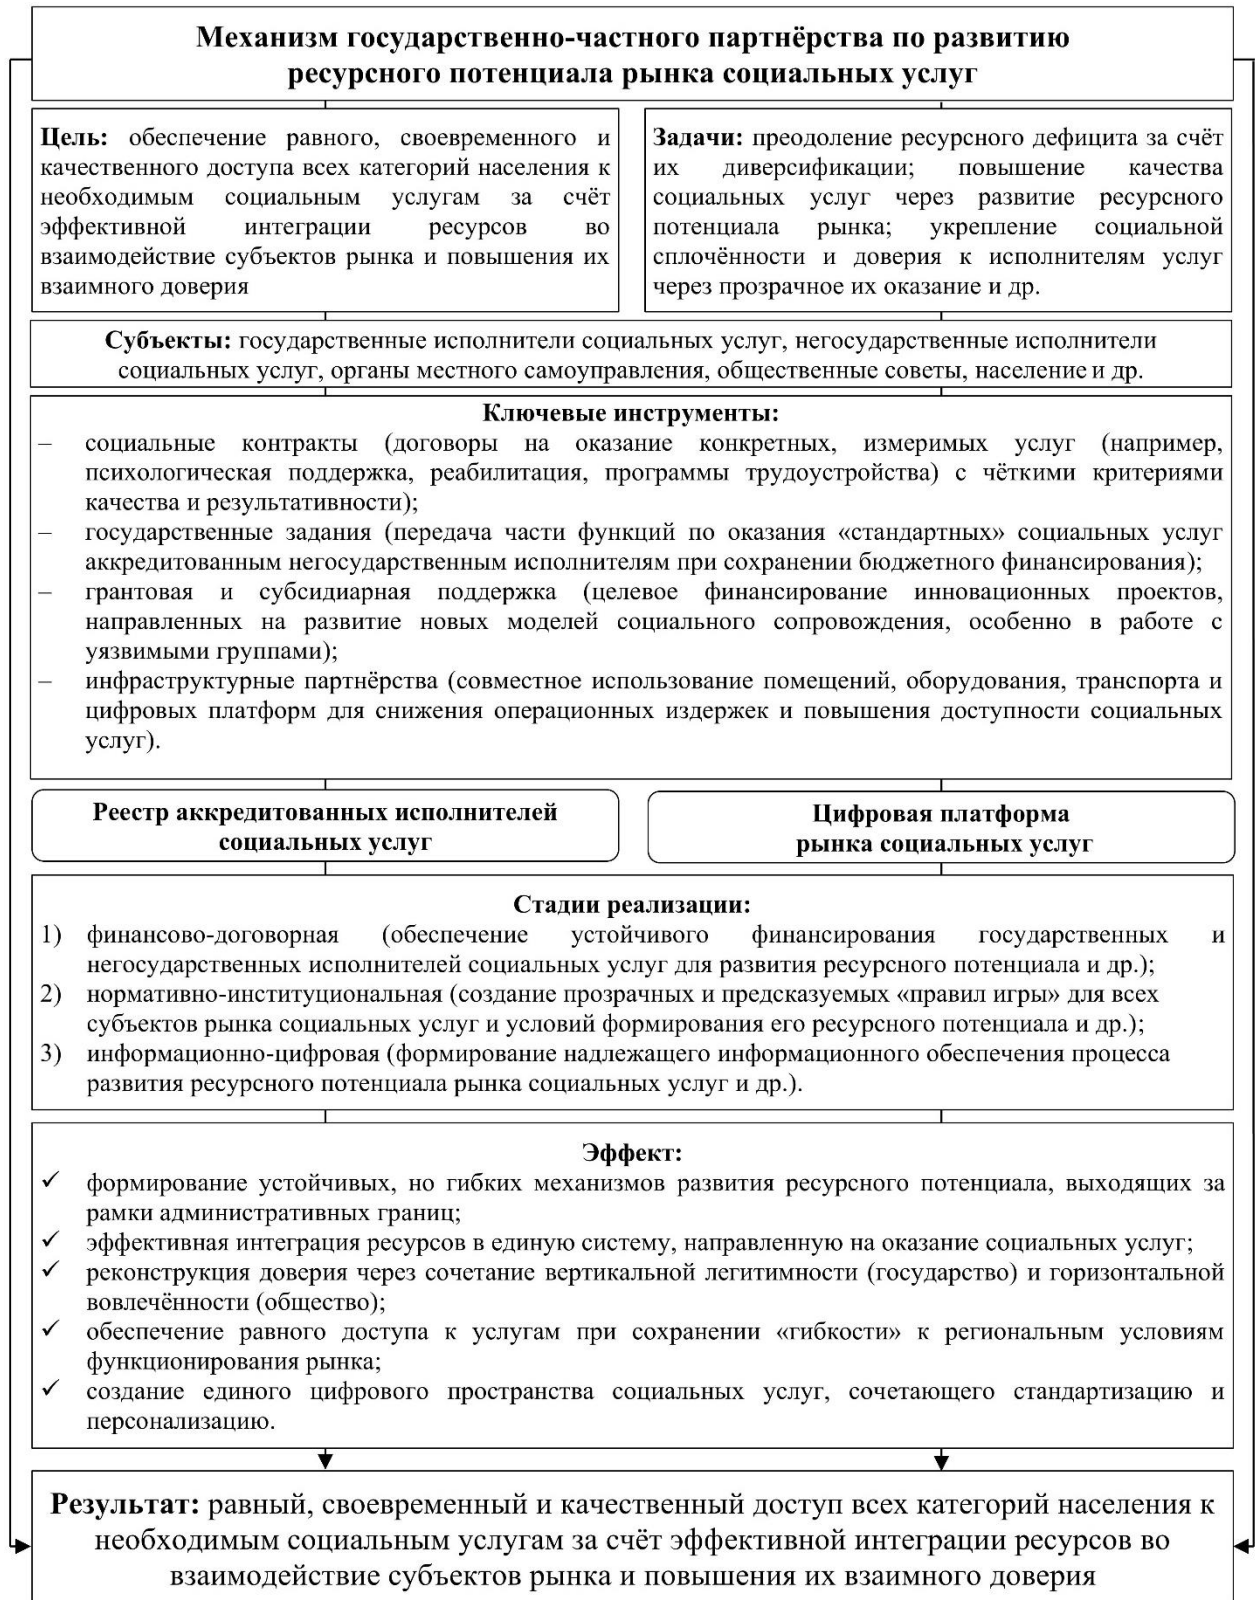 Механизм государственно-частного партнёрства по развитию
ресурсного потенциала рынка социальных услуг
Цель: обеспечение равного, своевременного и
качественного доступа всех категорий населения к
необходимым социальным услугам за счёт
эффективной интеграции ресурсов во
взаимодействие субъектов рынка и повышения их
взаимного доверия
Задачи: преодоление ресурсного дефицита за счёт
их диверсификации; повышение качества
социальных услуг через развитие ресурсного
потенциала рынка; укрепление социальной
сплочённости и доверия к исполнителям услуг
через прозрачное их оказание и др.
Субъекты: государственные исполнители социальных услуг, негосударственные исполнители
социальных услуг, органы местного самоуправления, общественные советы, население и др.
Ключевые инструменты:
– социальные контракты (договоры на оказание конкретных, измеримых услуг (например,
психологическая поддержка, реабилитация, программы трудоустройства) с чёткими критериями
качества и результативности);
– государственные задания (передача части функций по оказания «стандартных» социальных услуг
аккредитованным негосударственным исполнителям при сохранении бюджетного финансирования);
– грантовая и субсидиарная поддержка (целевое финансирование инновационных проектов,
направленных на развитие новых моделей социального сопровождения, особенно в работе с
уязвимыми группами);
– инфраструктурные партнёрства (совместное использование помещений, оборудования, транспорта и
цифровых платформ для снижения операционных издержек и повышения доступности социальных
услуг).
Реестр аккредитованных исполнителей
социальных услуг
Цифровая платформа
рынка социальных услуг
Стадии реализации:
1) финансово-договорная (обеспечение устойчивого финансирования государственных и
негосударственных исполнителей социальных услуг для развития ресурсного потенциала и др.);
2) нормативно-институциональная (создание прозрачных и предсказуемых «правил игры» для всех
субъектов рынка социальных услуг и условий формирования его ресурсного потенциала и др.);
3) информационно-цифровая (формирование надлежащего информационного обеспечения процесса
развития ресурсного потенциала рынка социальных услуг и др.).
Эффект:
✓ формирование устойчивых, но гибких механизмов развития ресурсного потенциала, выходящих за
рамки административных границ;
✓ эффективная интеграция ресурсов в единую систему, направленную на оказание социальных услуг;
✓ реконструкция доверия через сочетание вертикальной легитимности (государство) и горизонтальной
вовлечённости (общество);
✓ обеспечение равного доступа к услугам при сохранении «гибкости» к региональным условиям
функционирования рынка;
✓ создание единого цифрового пространства социальных услуг, сочетающего стандартизацию и
персонализацию.
Результат: равный, своевременный и качественный доступ всех категорий населения к
необходимым социальным услугам за счёт эффективной интеграции ресурсов во
взаимодействие субъектов рынка и повышения их взаимного доверия